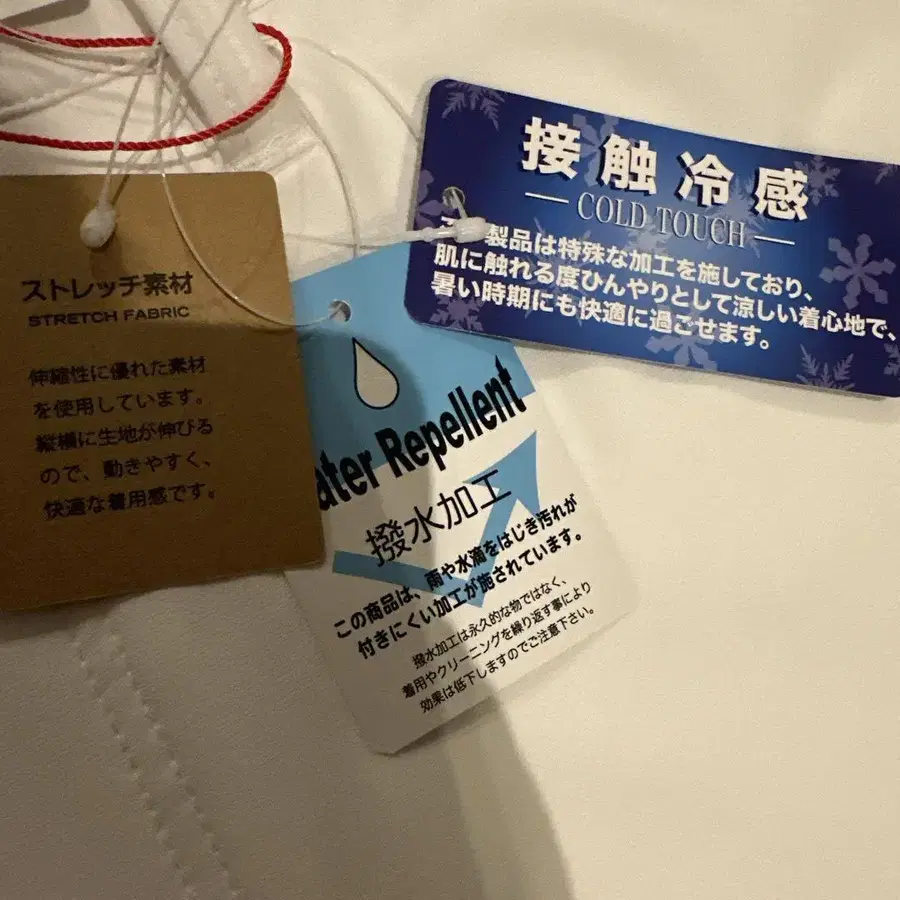 ストレッチ素材
STRETCH FABRIC
伸縮性に優れた素材
を使用しています。
縦横に生地が伸びる
ので、動きやすく、
快適な着用感です。
ater Repellent
撥水加工
この商品は、雨や水滴をはじき汚れが
付きにくい加工が施されています。
撥水加工は永久的な物ではなく、
着用やクリーニングを繰り返す事により
効果は低下しますのでご注意下さい。
接触冷感
COLD TOUCH
製品は特殊な加工を施しており、
肌に触れる度ひんやりとして涼しい着心地で、
暑い時期にも快適に過ごせます。